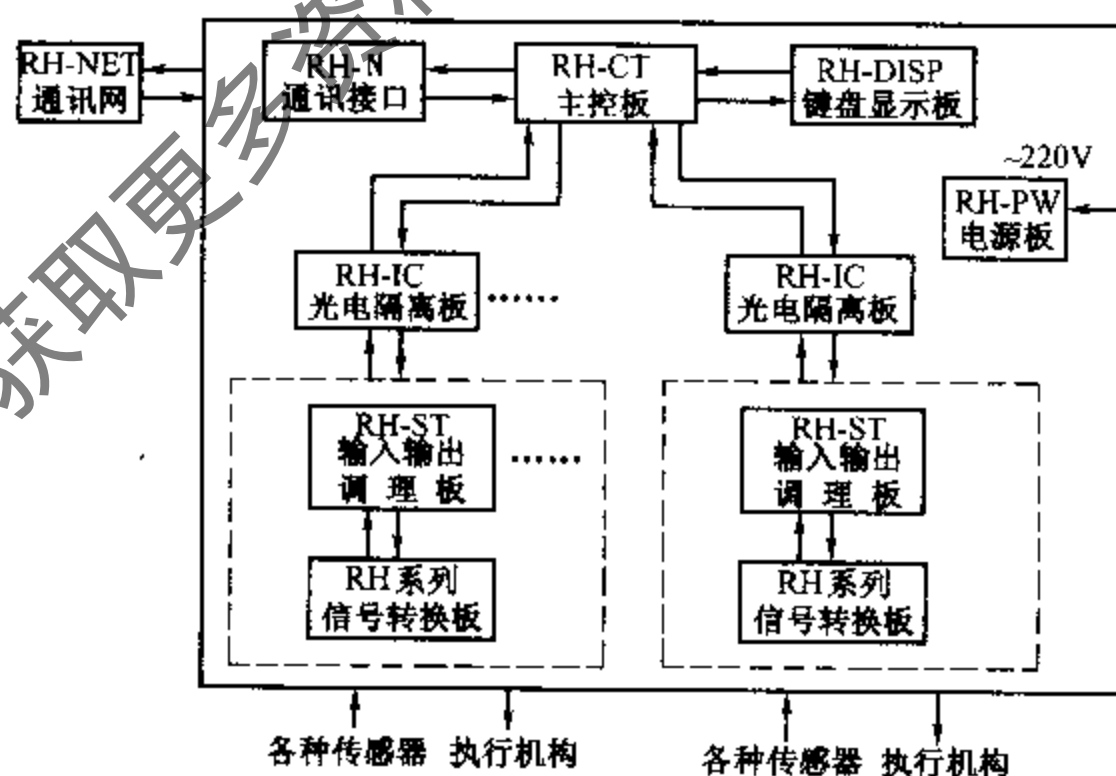 获取更多资
RH-NET
通讯网
RH-N
通讯接口
RH-CT
主控板
RH-DISP
键盘显示板
~220V
RH-PW
电源板
RH-IC
光电隔离板
......
RH-IC
光电隔离板
RH-ST
输入输出
调 理 板
......
RH-ST
输入输出
调 理 板
RH系列
信号转换板
RH系列
信号转换板
各种传感器 执行机构
各种传感器 执行机构